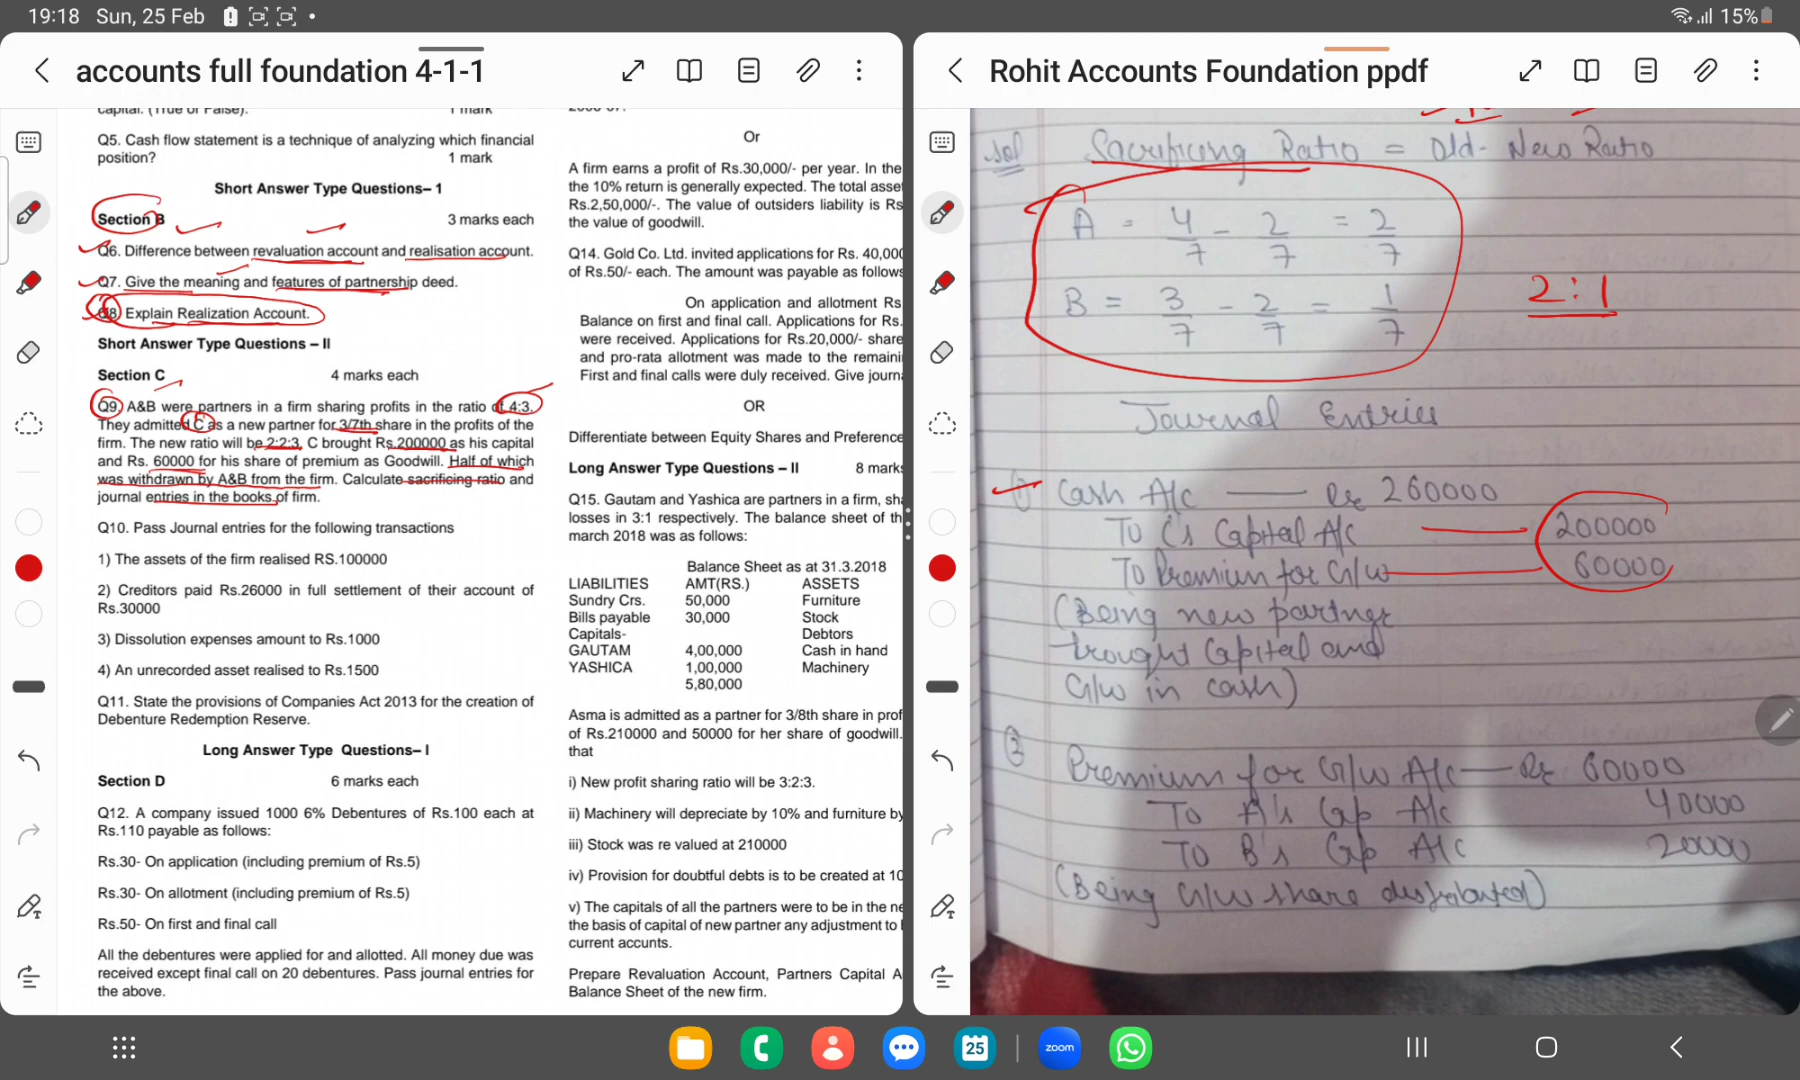 19:18 Sun, 25 Feb
15%
accounts full foundation 4-1-1
capital. (True or False). 1 mark
Q5. Cash flow statement is a technique of analyzing which financial
position? 1 mark
Short Answer Type Questions– 1
Section B 3 marks each
Q6. Difference between revaluation account and realisation account.
Q7. Give the meaning and features of partnership deed.
Q8. Explain Realization Account.
Short Answer Type Questions – II
Section C 4 marks each
Q9. A&B were partners in a firm sharing profits in the ratio of 4:3.
They admitted C as a new partner for 3/7th share in the profits of the
firm. The new ratio will be 2:2:3. C brought Rs.200000 as his capital
and Rs. 60000 for his share of premium as Goodwill. Half of which
was withdrawn by A&B from the firm. Calculate sacrificing ratio and
journal entries in the books of firm.
Q10. Pass Journal entries for the following transactions
1) The assets of the firm realised RS.100000
2) Creditors paid Rs.26000 in full settlement of their account of
Rs.30000
3) Dissolution expenses amount to Rs.1000
4) An unrecorded asset realised to Rs.1500
Q11. State the provisions of Companies Act 2013 for the creation of
Debenture Redemption Reserve.
Long Answer Type Questions– I
Section D 6 marks each
Q12. A company issued 1000 6% Debentures of Rs.100 each at
Rs.110 payable as follows:
Rs.30- On application (including premium of Rs.5)
Rs.30- On allotment (including premium of Rs.5)
Rs.50- On first and final call
All the debentures were applied for and allotted. All money due was
received except final call on 20 debentures. Pass journal entries for
the above.
Or
A firm earns a profit of Rs.30,000/- per year. In the
the 10% return is generally expected. The total asse
Rs.2,50,000/-. The value of outsiders liability is Rs
the value of goodwill.
Q14. Gold Co. Ltd. invited applications for Rs. 40,000
of Rs.50/- each. The amount was payable as follows
On application and allotment Rs.
Balance on first and final call. Applications for Rs.
were received. Applications for Rs.20,000/- share
and pro-rata allotment was made to the remaini
First and final calls were duly received. Give journa
OR
Differentiate between Equity Shares and Preference
Long Answer Type Questions – II 8 marks
Q15. Gautam and Yashica are partners in a firm, sha
losses in 3:1 respectively. The balance sheet of th
march 2018 was as follows:
Balance Sheet as at 31.3.2018
LIABILITIES AMT(RS.) ASSETS
Sundry Crs. 50,000 Furniture
Bills payable 30,000 Stock
Capitals- Debtors
GAUTAM 4,00,000 Cash in hand
YASHICA 1,00,000 Machinery
5,80,000
Asma is admitted as a partner for 3/8th share in prof
of Rs.210000 and 50000 for her share of goodwill.
that
i) New profit sharing ratio will be 3:2:3.
ii) Machinery will depreciate by 10% and furniture by
iii) Stock was re valued at 210000
iv) Provision for doubtful debts is to be created at 10
v) The capitals of all the partners were to be in the ne
the basis of capital of new partner any adjustment to
current accunts.
Prepare Revaluation Account, Partners Capital A
Balance Sheet of the new firm.
Rohit Accounts Foundation ppdf
sol Sacrificing Ratio = Old - New Ratio
A = 4/7 - 2/7 = 2/7
B = 3/7 - 2/7 = 1/7
2:1
Journal Entries
① Cash A/c — Dr 260000
To C's Capital A/c 200000
To Premium for G/w 60000
(Being new partner
brought Capital and
G/w in cash)
② Premium for G/w A/c — Dr 60000
To A's Cap A/c 40000
To B's Cap A/c 20000
(Being G/w share distributed)
25
zoom